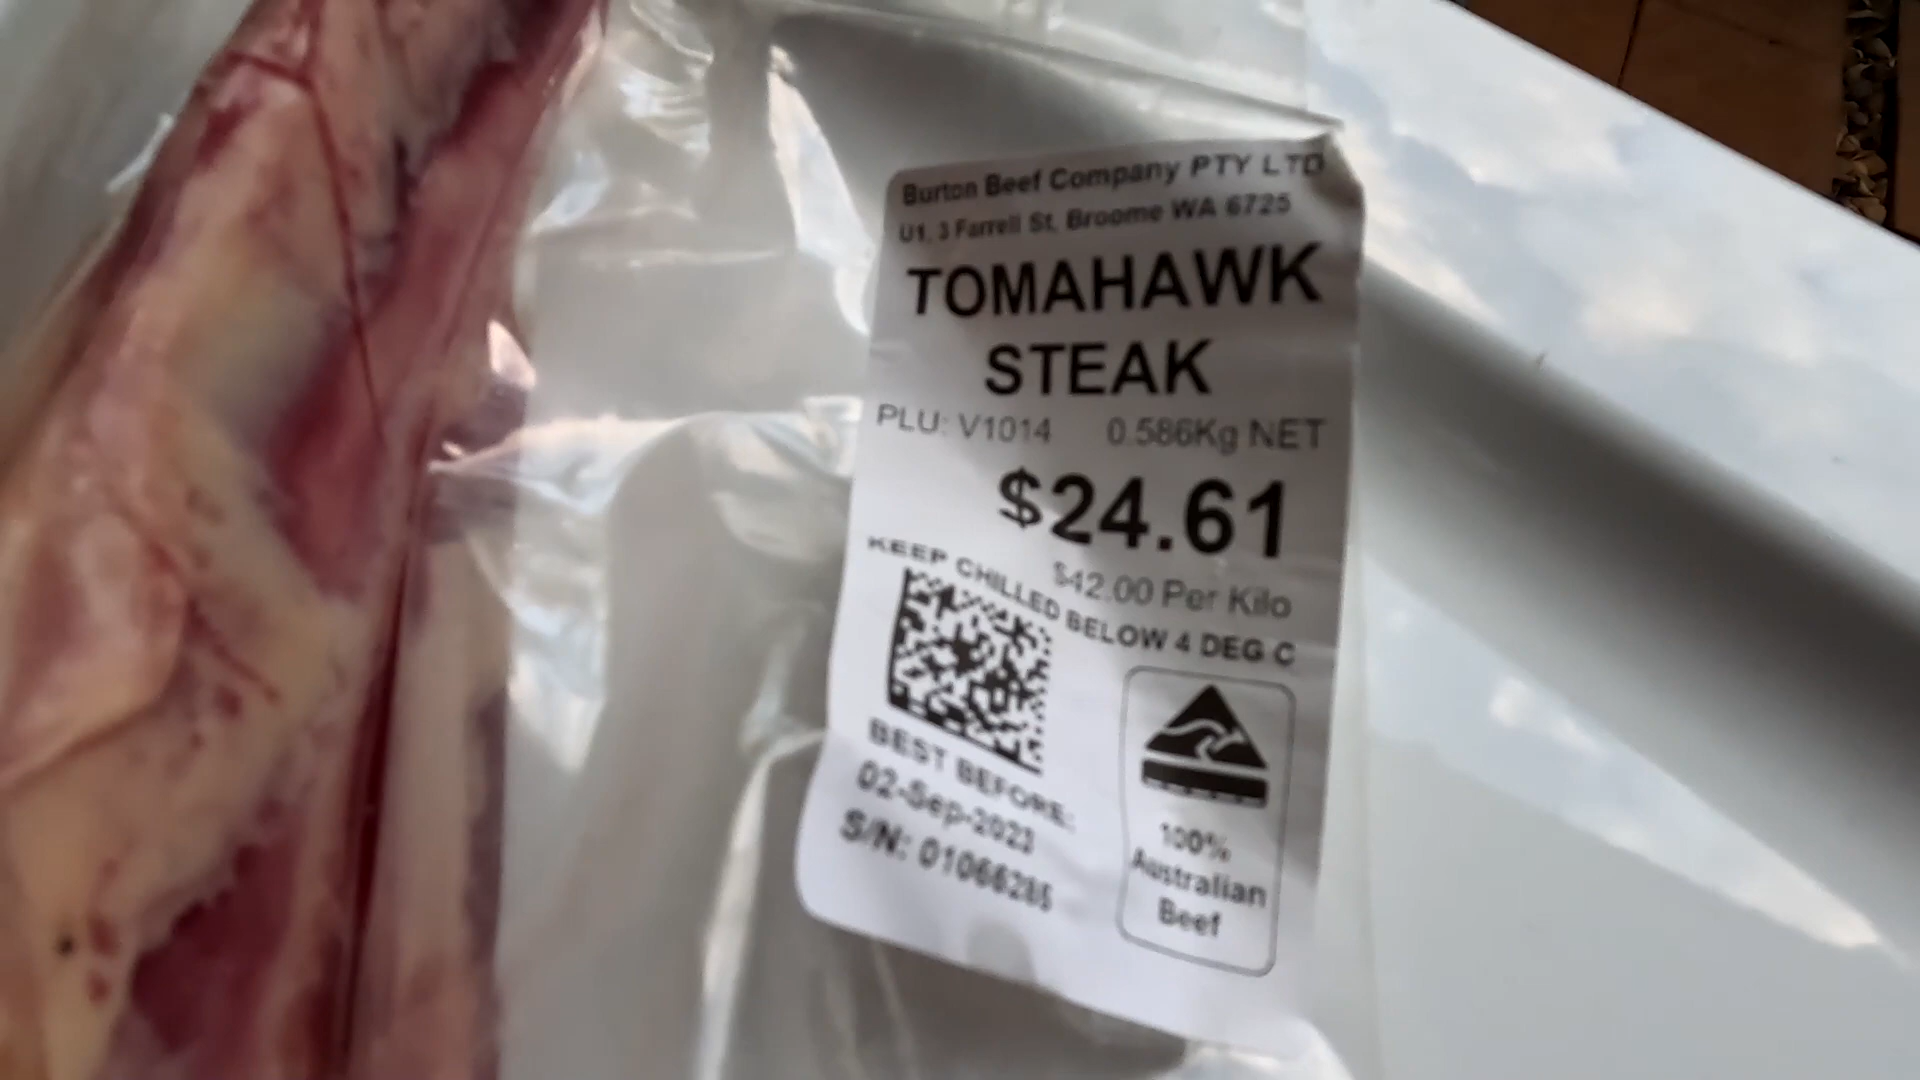 Burton Beef Company PTY LTD
U1, 3 Farrell St, Broome WA 6725
TOMAHAWK
STEAK
PLU: V1014 0.586Kg NET
$24.61
$42.00 Per Kilo
KEEP CHILLED BELOW 4 DEG C
BEST BEFORE:
02-Sep-2023
S/N: 01066285
100%
Australian
Beef